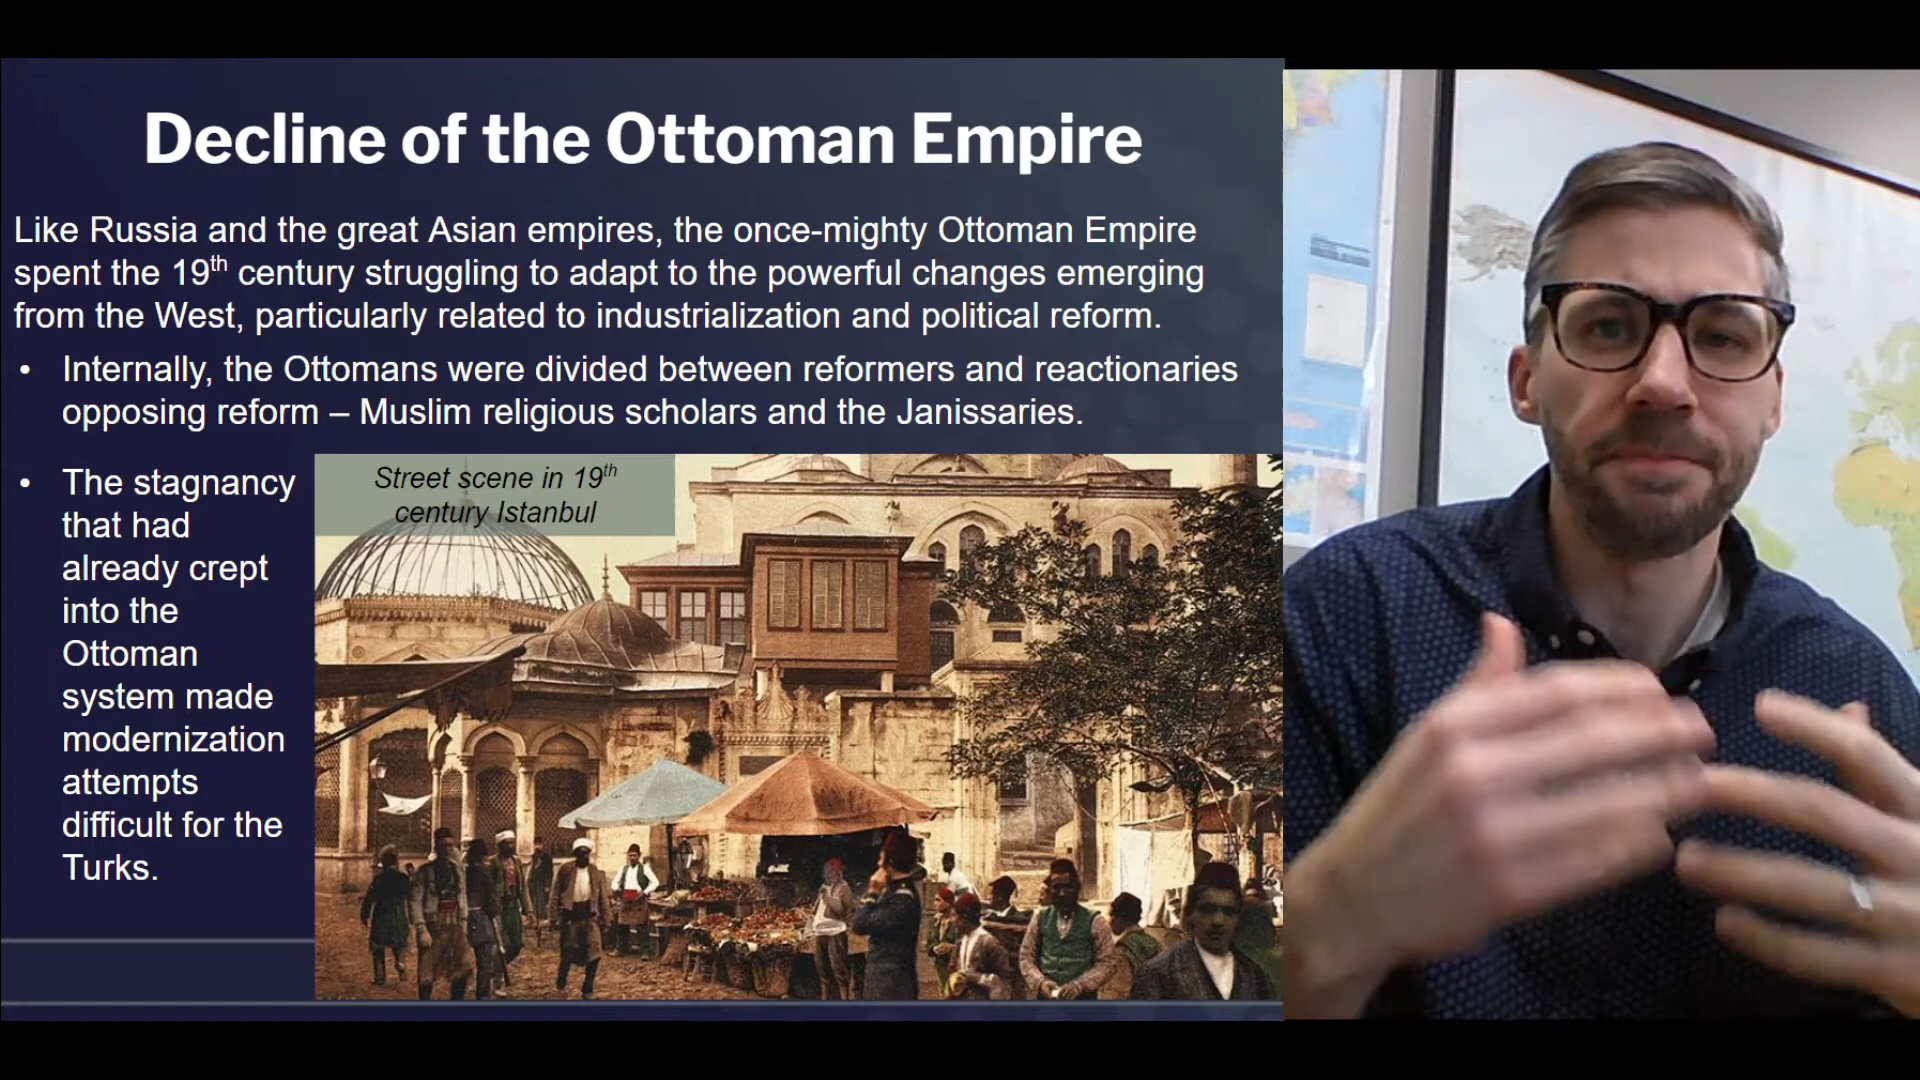 Decline of the Ottoman Empire
Like Russia and the great Asian empires, the once-mighty Ottoman Empire
spent the 19th century struggling to adapt to the powerful changes emerging
from the West, particularly related to industrialization and political reform.
• Internally, the Ottomans were divided between reformers and reactionaries
opposing reform – Muslim religious scholars and the Janissaries.
• The stagnancy
that had
already crept
into the
Ottoman
system made
modernization
attempts
difficult for the
Turks.
Street scene in 19th
century Istanbul